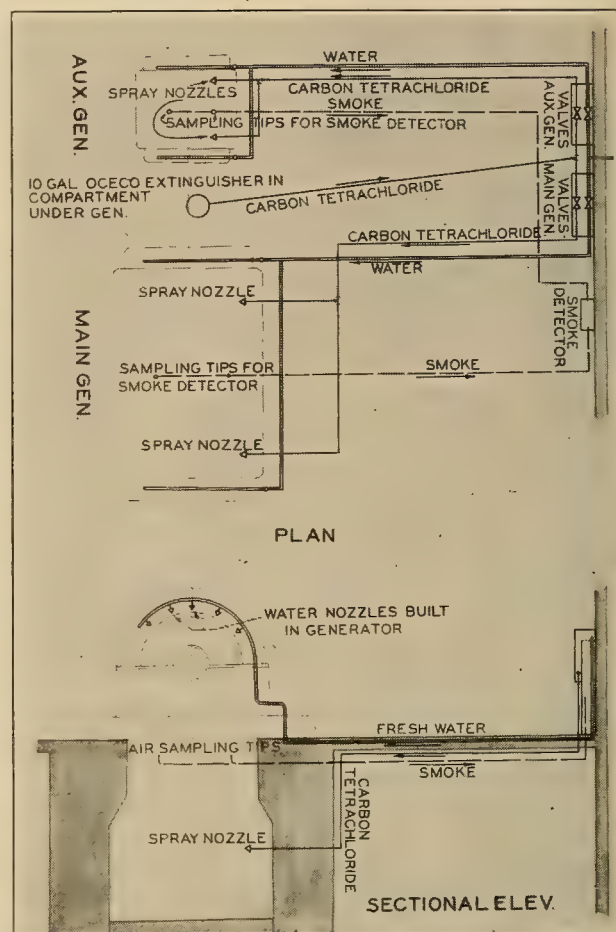 WATER
AUX. GEN.
SPRAY NOZZLES
CARBON TETRACHLORIDE
SMOKE
SAMPLING TIPS FOR SMOKE DETECTOR
VALVES
AUX. GEN.
10 GAL OCECO EXTINGUISHER IN
COMPARTMENT
UNDER GEN.
CARBON TETRACHLORIDE
VALVES-
MAIN GEN.
CARBON TETRACHLORIDE
WATER
SPRAY NOZZLE
SMOKE
DETECTOR
MAIN GEN.
SAMPLING TIPS FOR
SMOKE DETECTOR
SMOKE
SPRAY NOZZLE
PLAN
WATER NOZZLES BUILT
IN GENERATOR
FRESH WATER
AIR SAMPLING TIPS
SMOKE
CARBON
TETRACHLORIDE
SPRAY NOZZLE
SECTIONAL ELEV.